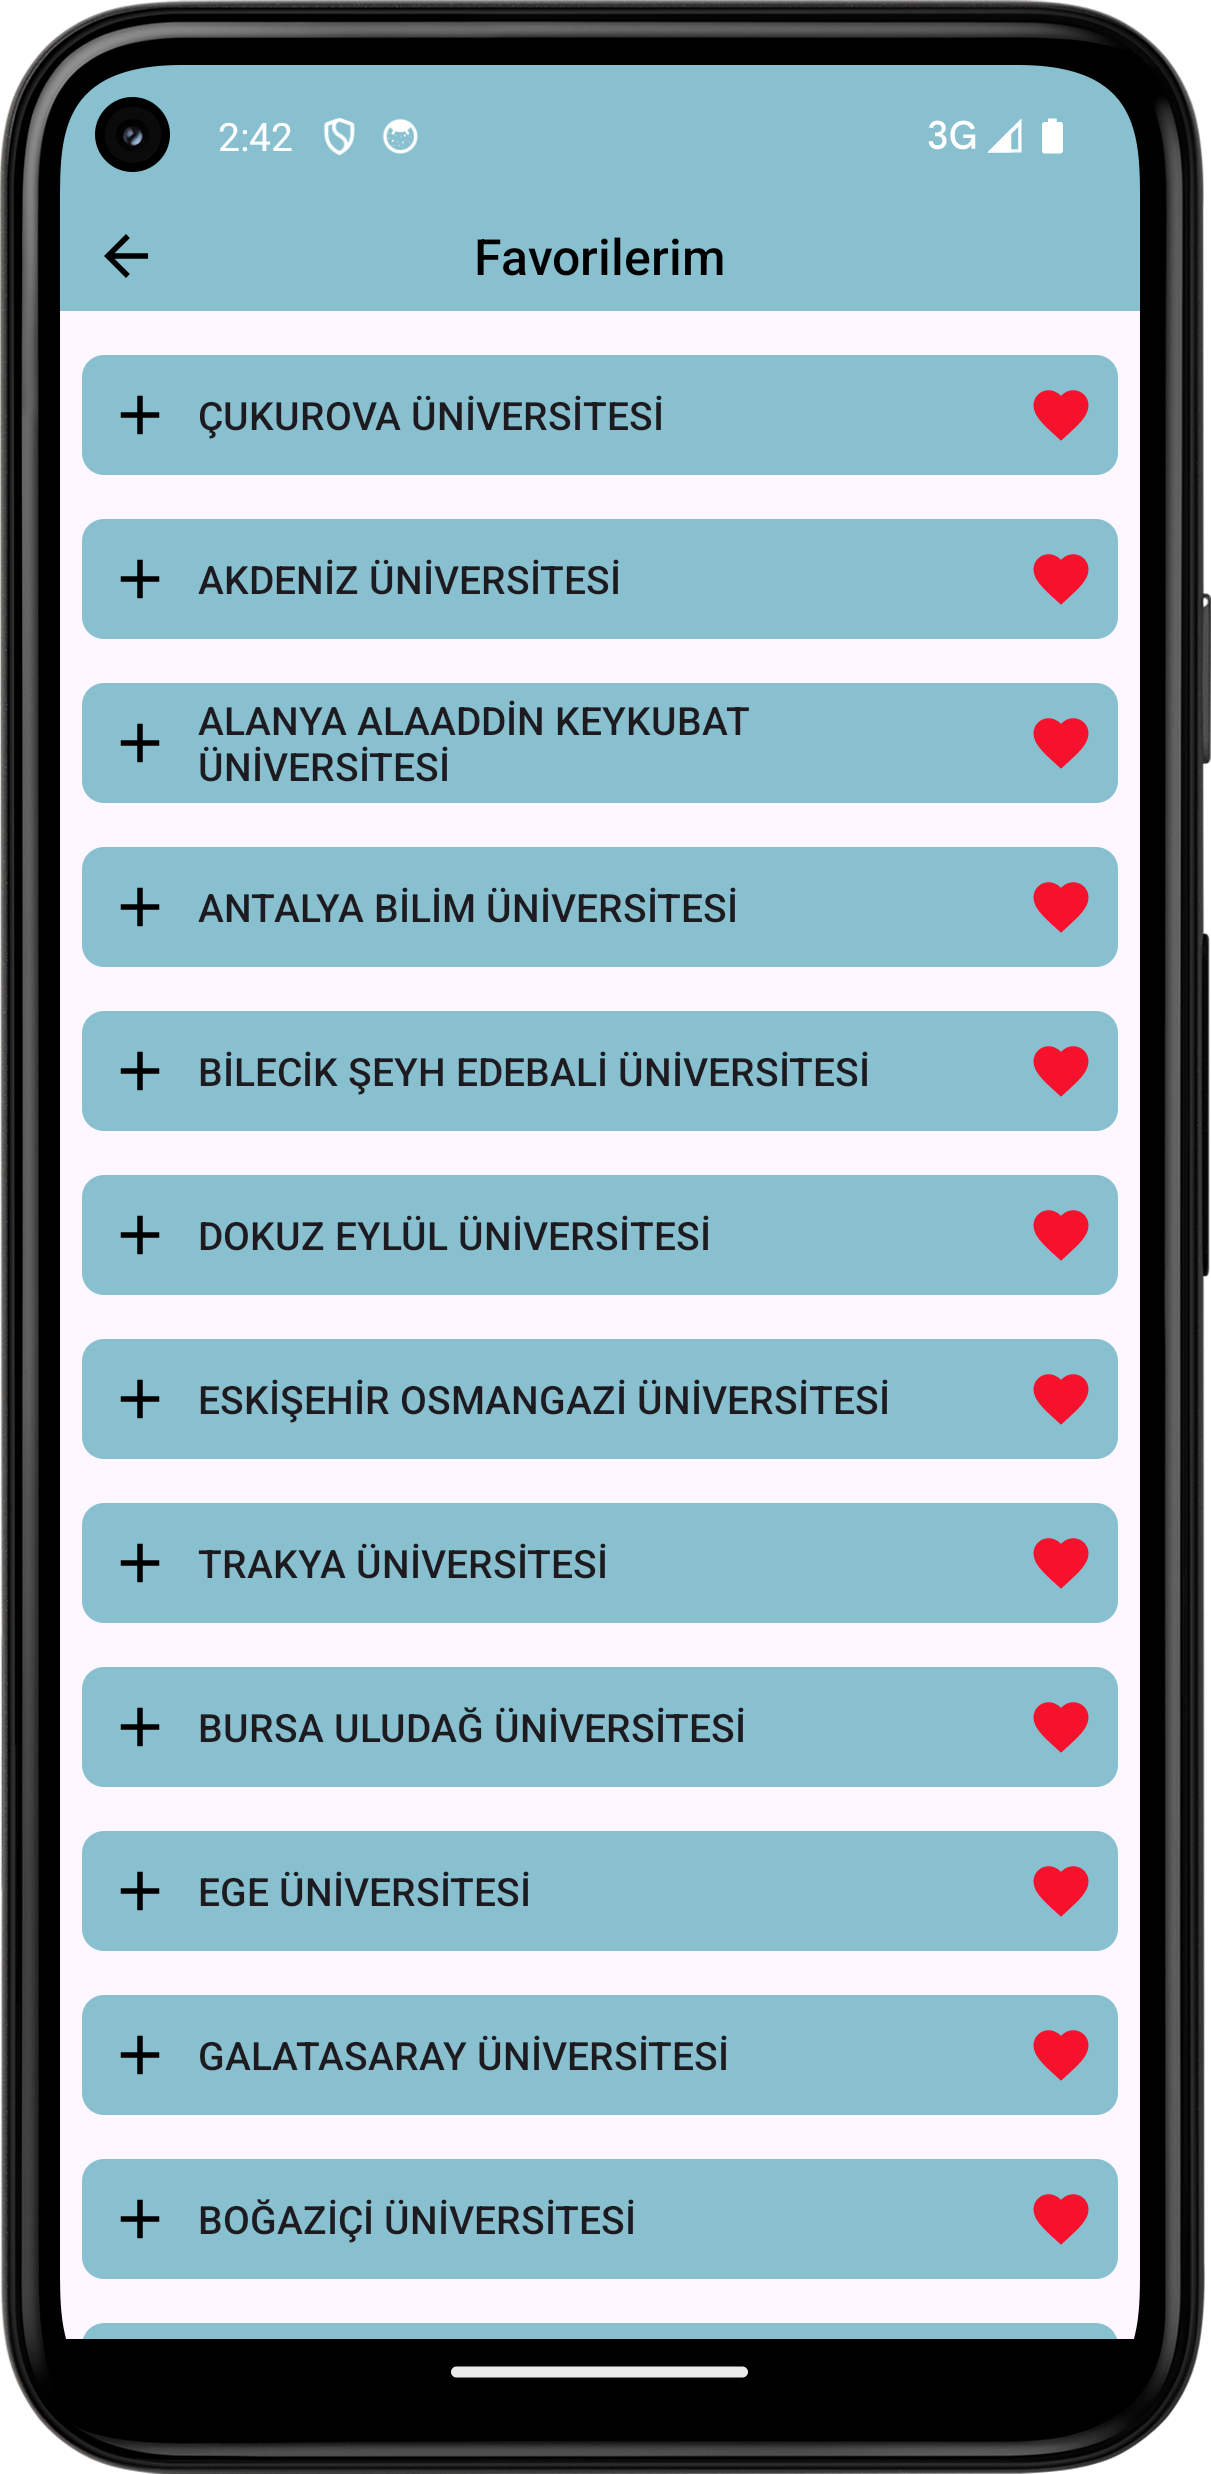 2:42
3G
Favorilerim
ÇUKUROVA ÜNİVERSİTESİ
AKDENİZ ÜNİVERSİTESİ
ALANYA ALAADDİN KEYKUBAT
ÜNİVERSİTESİ
ANTALYA BİLİM ÜNİVERSİTESİ
BİLECİK ŞEYH EDEBALİ ÜNİVERSİTESİ
DOKUZ EYLÜL ÜNİVERSİTESİ
ESKİŞEHİR OSMANGAZİ ÜNİVERSİTESİ
TRAKYA ÜNİVERSİTESİ
BURSA ULUDAĞ ÜNİVERSİTESİ
EGE ÜNİVERSİTESİ
GALATASARAY ÜNİVERSİTESİ
BOĞAZİÇİ ÜNİVERSİTESİ